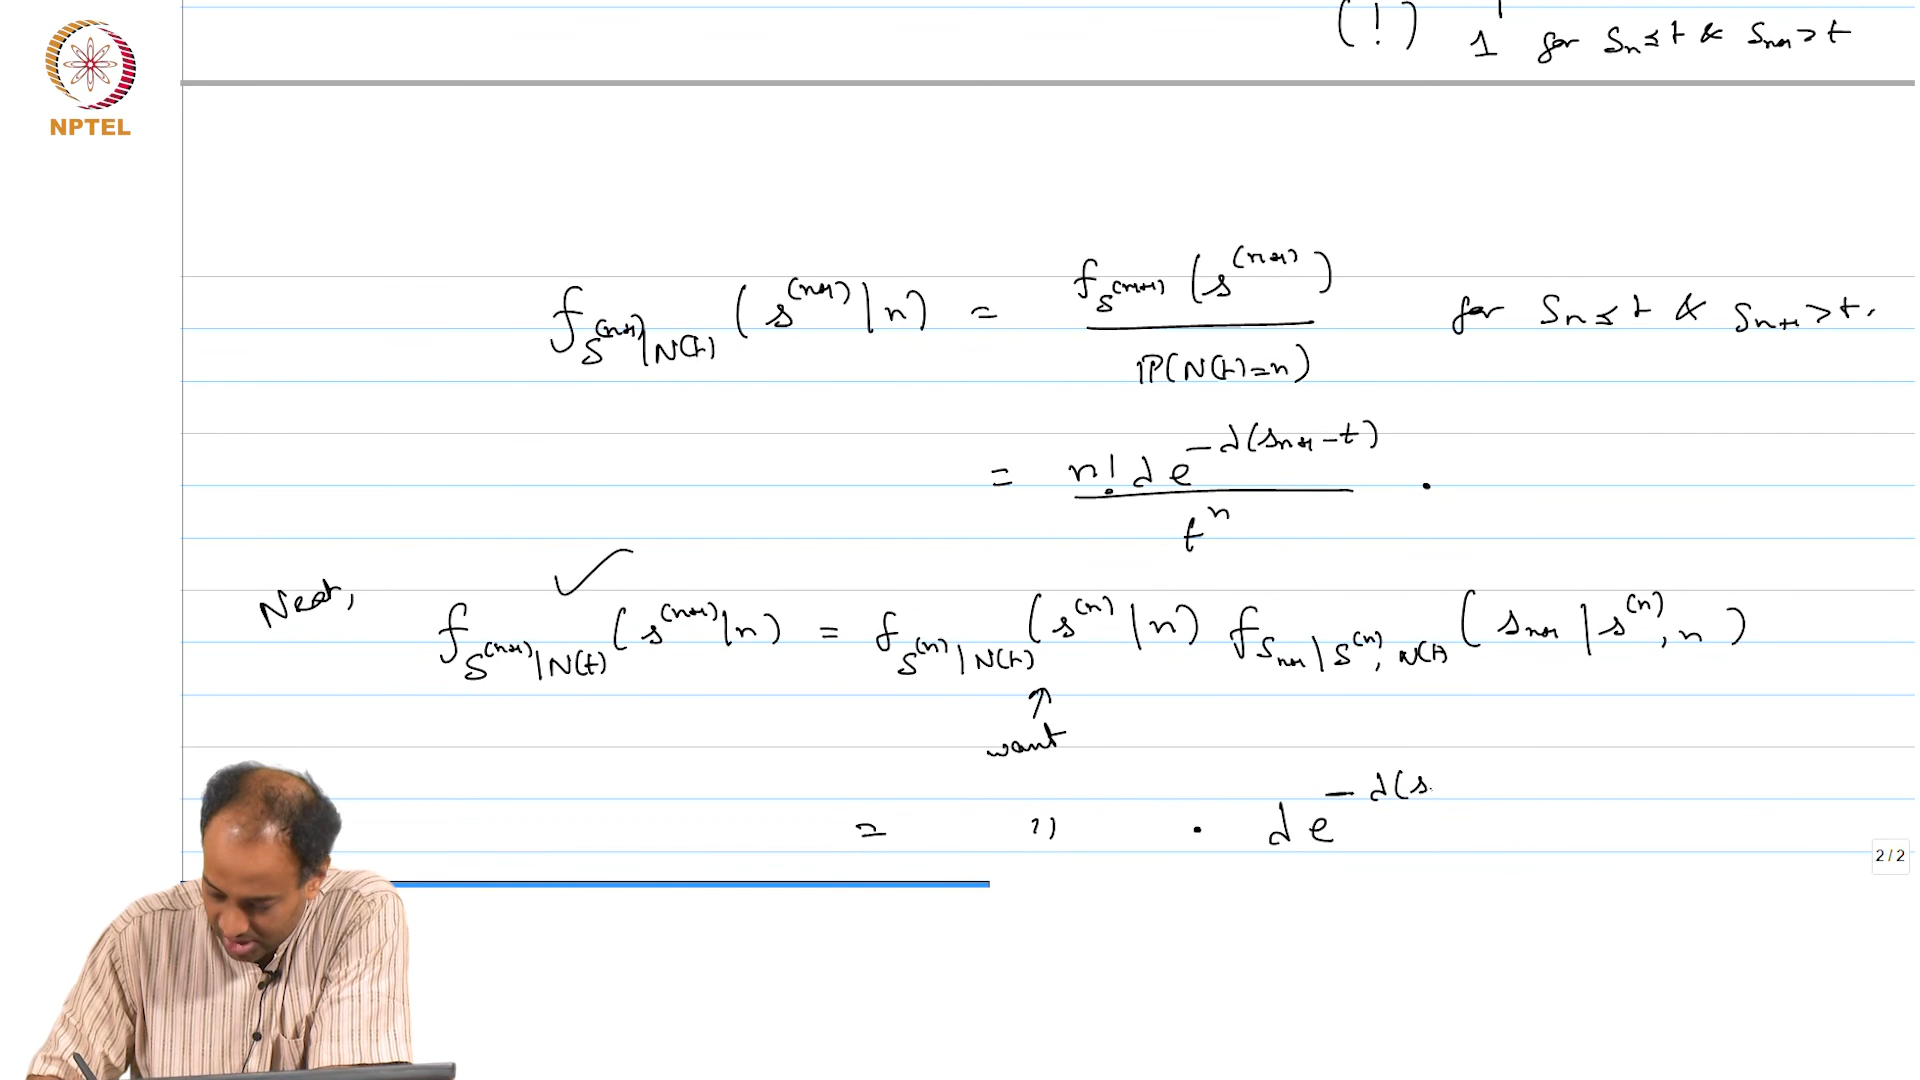 (!) 1 for Sₙ ≤ t & Sₙ₊₁ > t
NPTEL
f_{S^{(n+1)}|N(t)} (s^{(n+1)}|n) = f_{S^{(n+1)}} (s^{(n+1)}) / ℙ(N(t)=n) for Sₙ ≤ t & Sₙ₊₁ > t.
= n! λ e^{-λ(sₙ₊₁ - t)} / tⁿ .
Next, ✓ f_{S^{(n+1)}|N(t)} (s^{(n+1)}|n) = f_{S^{(n)}|N(t)} (s^{(n)}|n) f_{Sₙ₊₁|S^{(n)}, N(t)} (sₙ₊₁|s^{(n)}, n)
↑
want
= " · λ e^{-λ(s
2 / 2